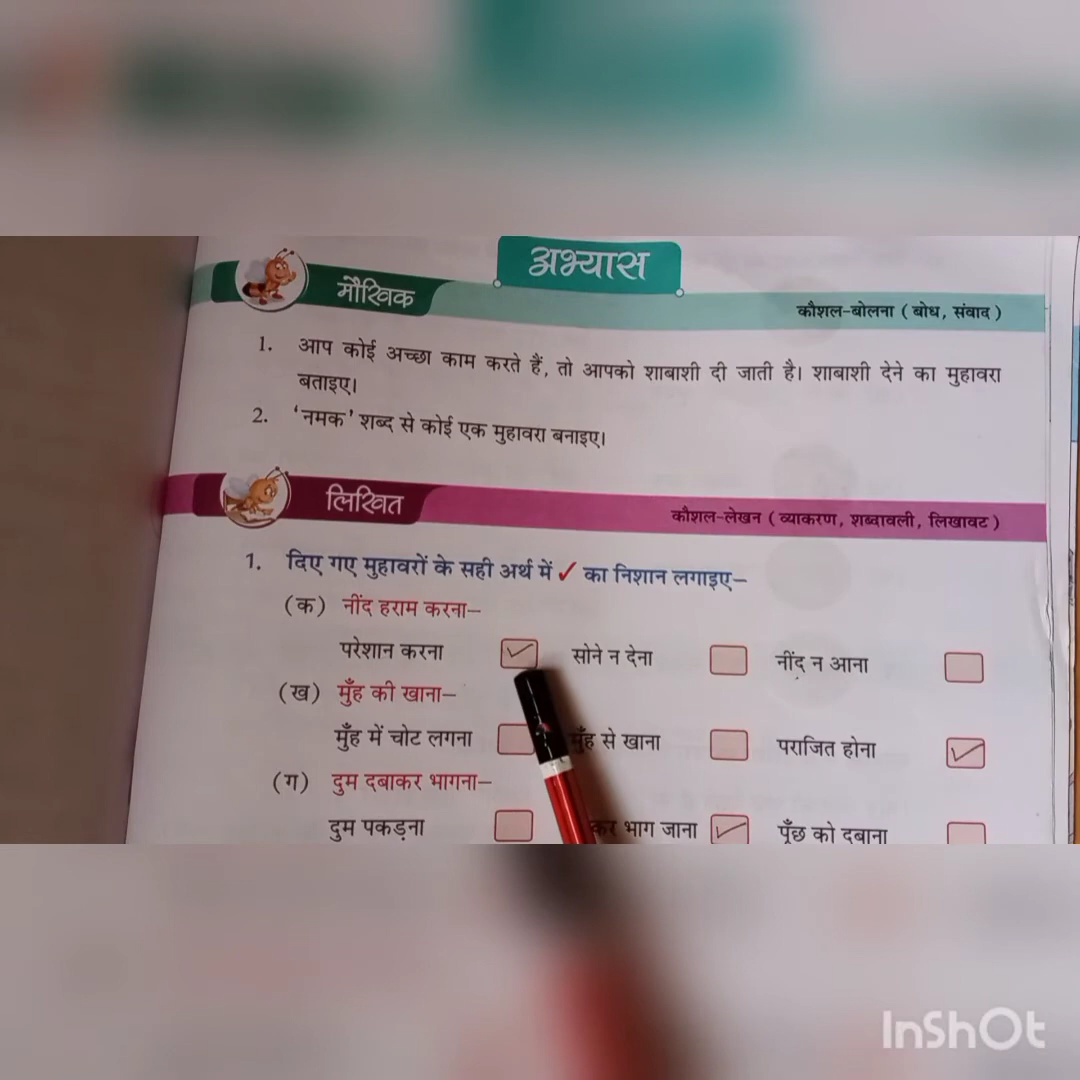 अभ्यास
मौखिक
कौशल-बोलना ( बोध, संवाद )
1. आप कोई अच्छा काम करते हैं, तो आपको शाबाशी दी जाती है। शाबाशी देने का मुहावरा
बताइए।
2. 'नमक' शब्द से कोई एक मुहावरा बनाइए।
लिखित
कौशल-लेखन ( व्याकरण, शब्दावली, लिखावट )
1. दिए गए मुहावरों के सही अर्थ में ✓ का निशान लगाइए–
(क) नींद हराम करना–
परेशान करना ✓ सोने न देना नींद न आना
(ख) मुँह की खाना–
मुँह में चोट लगना मुँह से खाना पराजित होना ✓
(ग) दुम दबाकर भागना–
दुम पकड़ना कर भाग जाना ✓ पूँछ को दबाना
InShOt